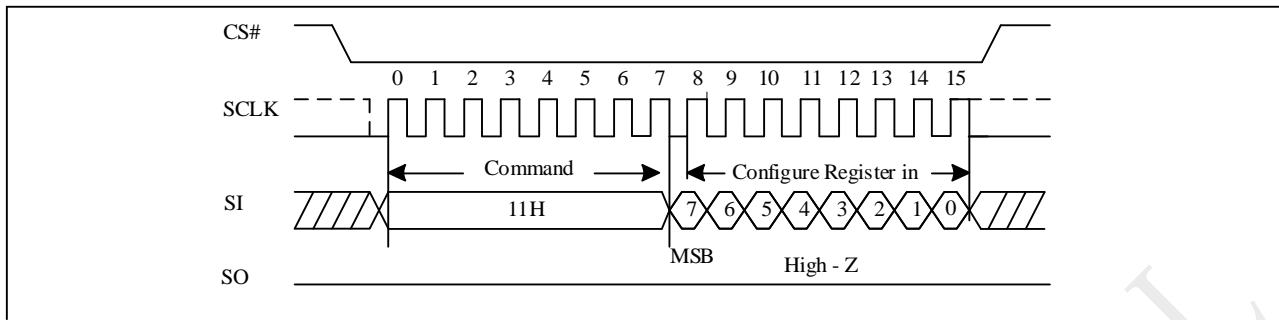 CS#
0 1 2 3 4 5 6 7 8 9 10 11 12 13 14 15
SCLK
Command Configure Register in
SI 11H 7 6 5 4 3 2 1 0
MSB High - Z
SO